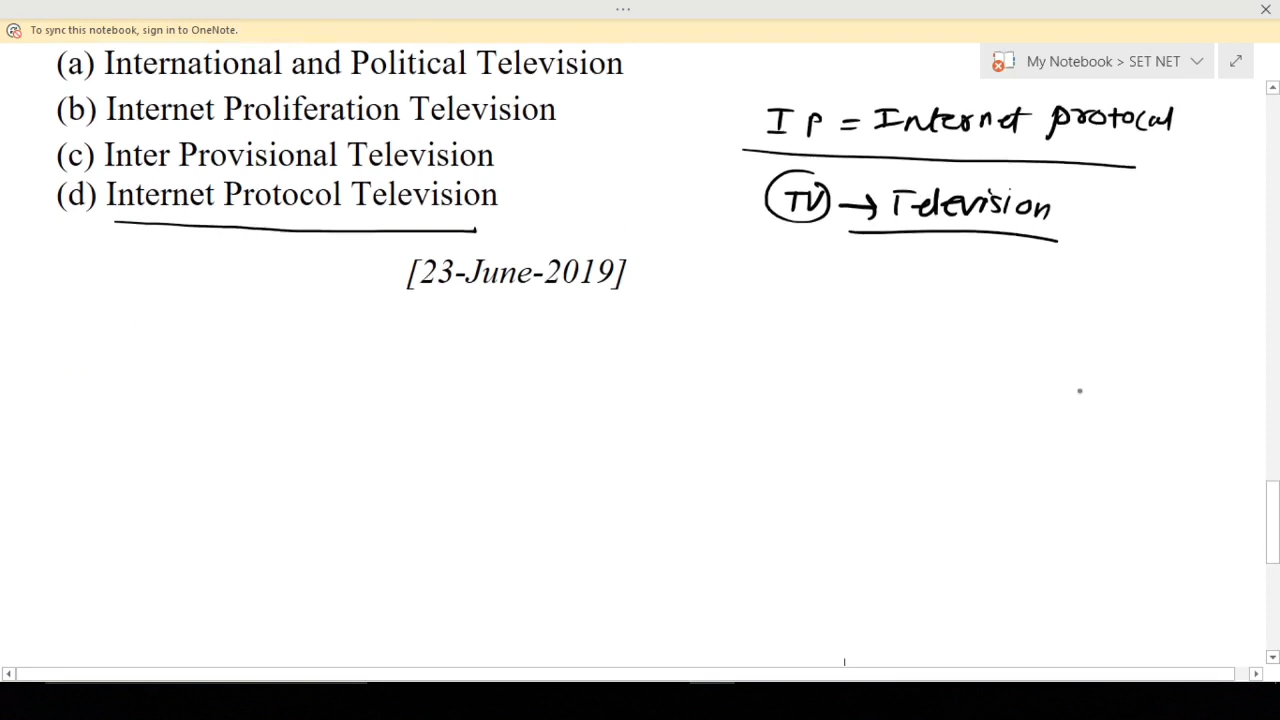 ...
To sync this notebook, sign in to OneNote.
My Notebook > SET NET
(a) International and Political Television
(b) Internet Proliferation Television
(c) Inter Provisional Television
(d) Internet Protocol Television
[23-June-2019]
IP = Internet protocal
TV → Television